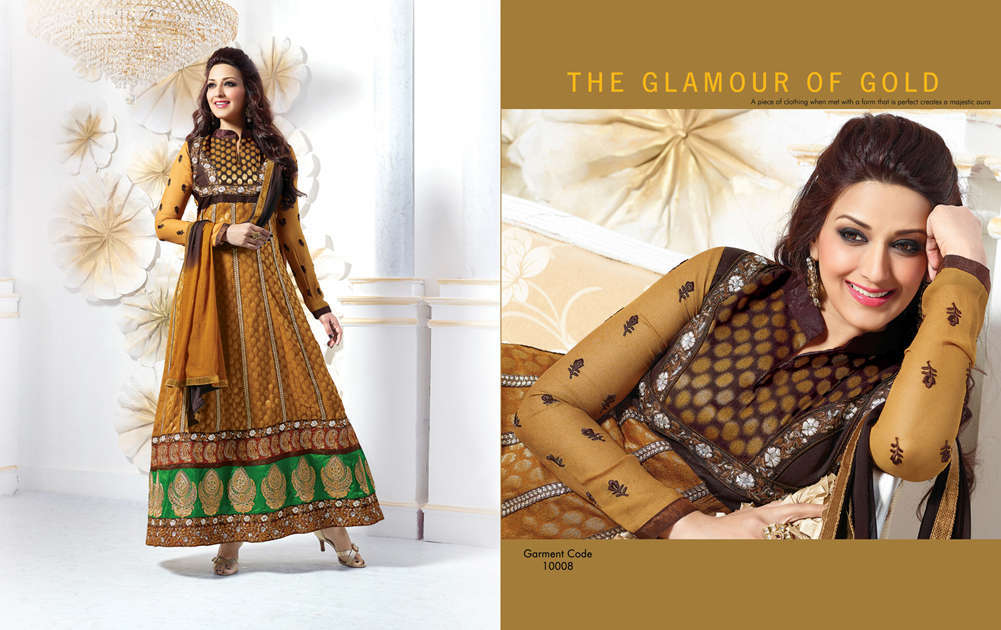 THE GLAMOUR OF GOLD
A piece of clothing when met with a form that is perfect creates a majestic aura
Garment Code
10008